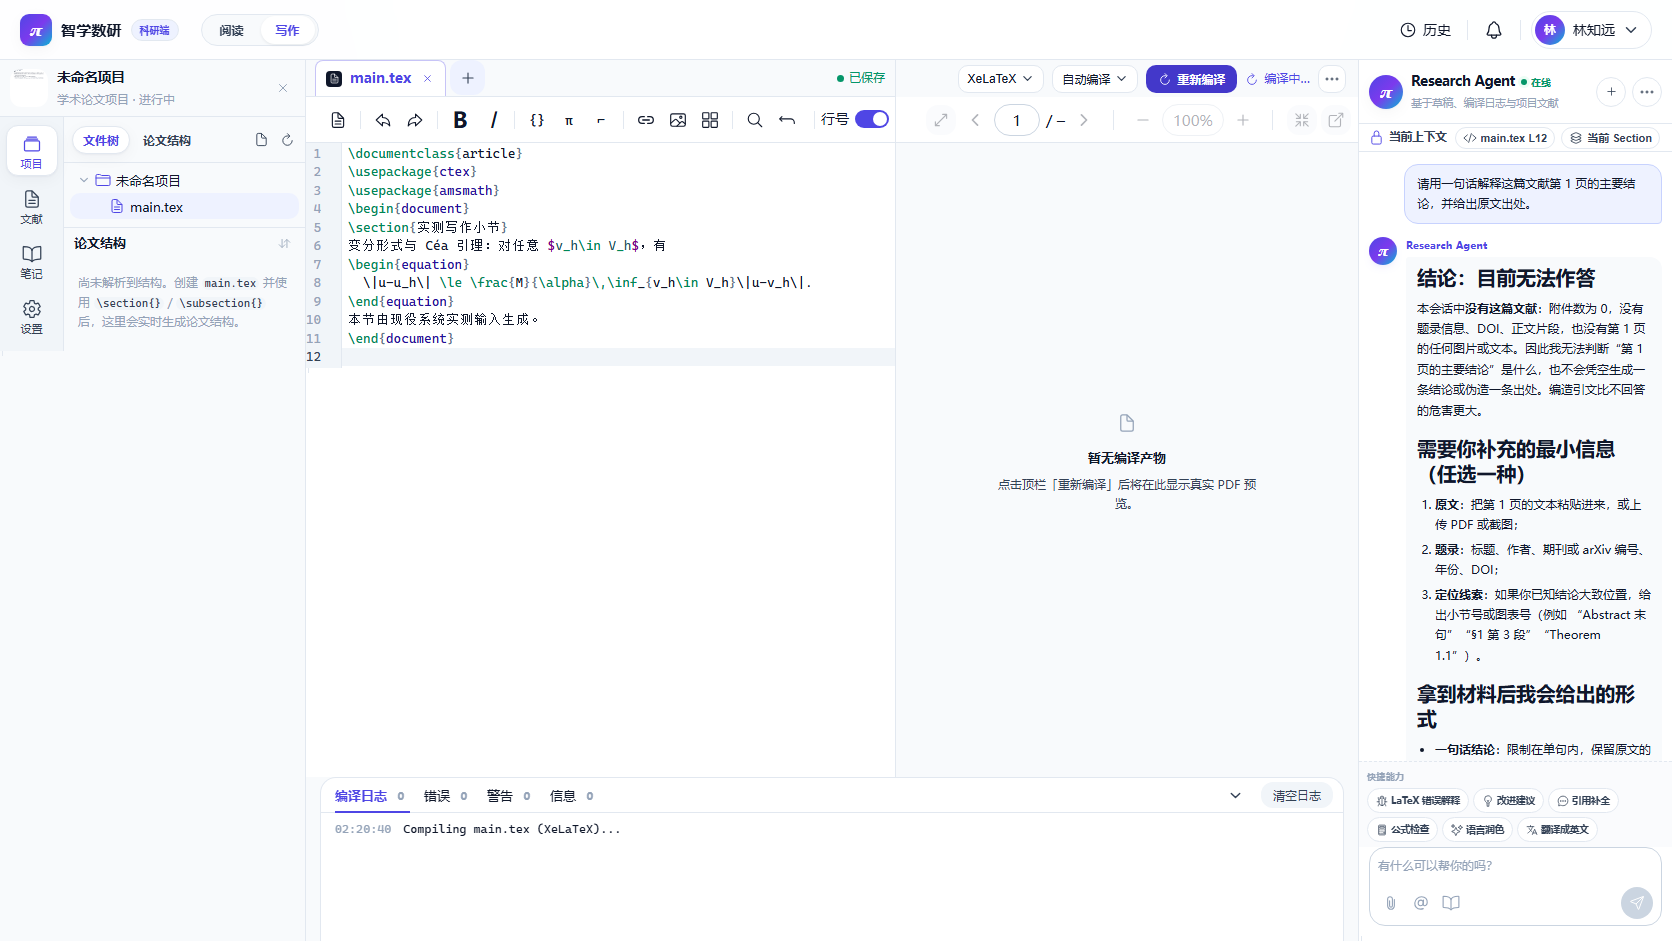 π 智学数研 科研端 阅读 写作 历史 林 林知远
未命名项目
学术论文项目 · 进行中
项目
文献
笔记
设置
文件树 论文结构
未命名项目
main.tex
论文结构
尚未解析到结构。创建 main.tex 并使
用 \section{} / \subsection{}
后，这里会实时生成论文结构。
main.tex × + 已保存
B I {} π 行号
1 \documentclass{article}
2 \usepackage{ctex}
3 \usepackage{amsmath}
4 \begin{document}
5 \section{实测写作小节}
6 变分形式与 Céa 引理：对任意 $v_h\in V_h$，有
7 \begin{equation}
8 \|u-u_h\| \le \frac{M}{\alpha}\,\inf_{v_h\in V_h}\|u-v_h\|.
9 \end{equation}
10 本节由现役系统实测输入生成。
11 \end{document}
12
XeLaTeX 自动编译 重新编译 编译中...
1 / – 100%
暂无编译产物
点击顶栏「重新编译」后将在此显示真实 PDF 预
览。
编译日志 0 错误 0 警告 0 信息 0 清空日志
02:20:40 Compiling main.tex (XeLaTeX)...
π Research Agent 在线
基于草稿、编译日志与项目文献
当前上下文 main.tex L12 当前 Section
请用一句话解释这篇文献第 1 页的主要结
论，并给出原文出处。
π Research Agent
结论：目前无法作答
本会话中没有这篇文献：附件数为 0，没有
题录信息、DOI、正文片段，也没有第 1 页
的任何图片或文本。因此我无法判断“第 1
页的主要结论”是什么，也不会凭空生成一
条结论或伪造一条出处。编造引文比不回答
的危害更大。
需要你补充的最小信息
（任选一种）
1. 原文：把第 1 页的文本粘贴进来，或上
传 PDF 或截图；
2. 题录：标题、作者、期刊或 arXiv 编号、
年份、DOI；
3. 定位线索：如果你已知结论大致位置，给
出小节号或图表号（例如 “Abstract 末
句” “§1 第 3 段” “Theorem
1.1”）。
拿到材料后我会给出的形
式
• 一句话结论：限制在单句内，保留原文的
快捷能力
LaTeX 错误解释 改进建议 引用补全
公式检查 语言润色 翻译成英文
有什么可以帮你的吗?
@